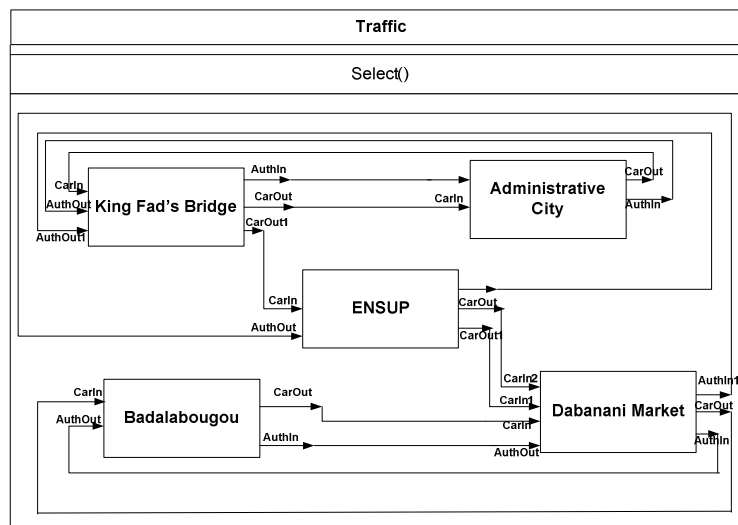 Traffic
Select()
AuthIn
CarOut
CarIn
King Fad's Bridge
Administrative
City
AuthOut
CarOut
CarIn
AuthIn
CarOut1
AuthOut1
CarIn
ENSUP
CarOut
AuthOut
CarOut1
CarIn2
AuthIn1
CarIn
CarOut
CarIn1
CarOut
Badalabougou
Dabanani Market
AuthOut
CarIn
AuthIn
AuthIn
AuthOut